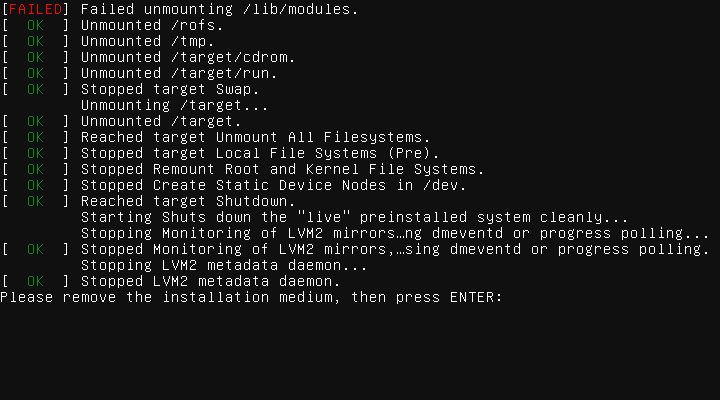 [FAILED] Failed unmounting /lib/modules.
[  OK  ] Unmounted /rofs.
[  OK  ] Unmounted /tmp.
[  OK  ] Unmounted /target/cdrom.
[  OK  ] Unmounted /target/run.
[  OK  ] Stopped target Swap.
         Unmounting /target...
[  OK  ] Unmounted /target.
[  OK  ] Reached target Unmount All Filesystems.
[  OK  ] Stopped target Local File Systems (Pre).
[  OK  ] Stopped Remount Root and Kernel File Systems.
[  OK  ] Stopped Create Static Device Nodes in /dev.
[  OK  ] Reached target Shutdown.
         Starting Shuts down the "live" preinstalled system cleanly...
         Stopping Monitoring of LVM2 mirrors…ng dmeventd or progress polling...
[  OK  ] Stopped Monitoring of LVM2 mirrors,…sing dmeventd or progress polling.
         Stopping LVM2 metadata daemon...
[  OK  ] Stopped LVM2 metadata daemon.
Please remove the installation medium, then press ENTER: